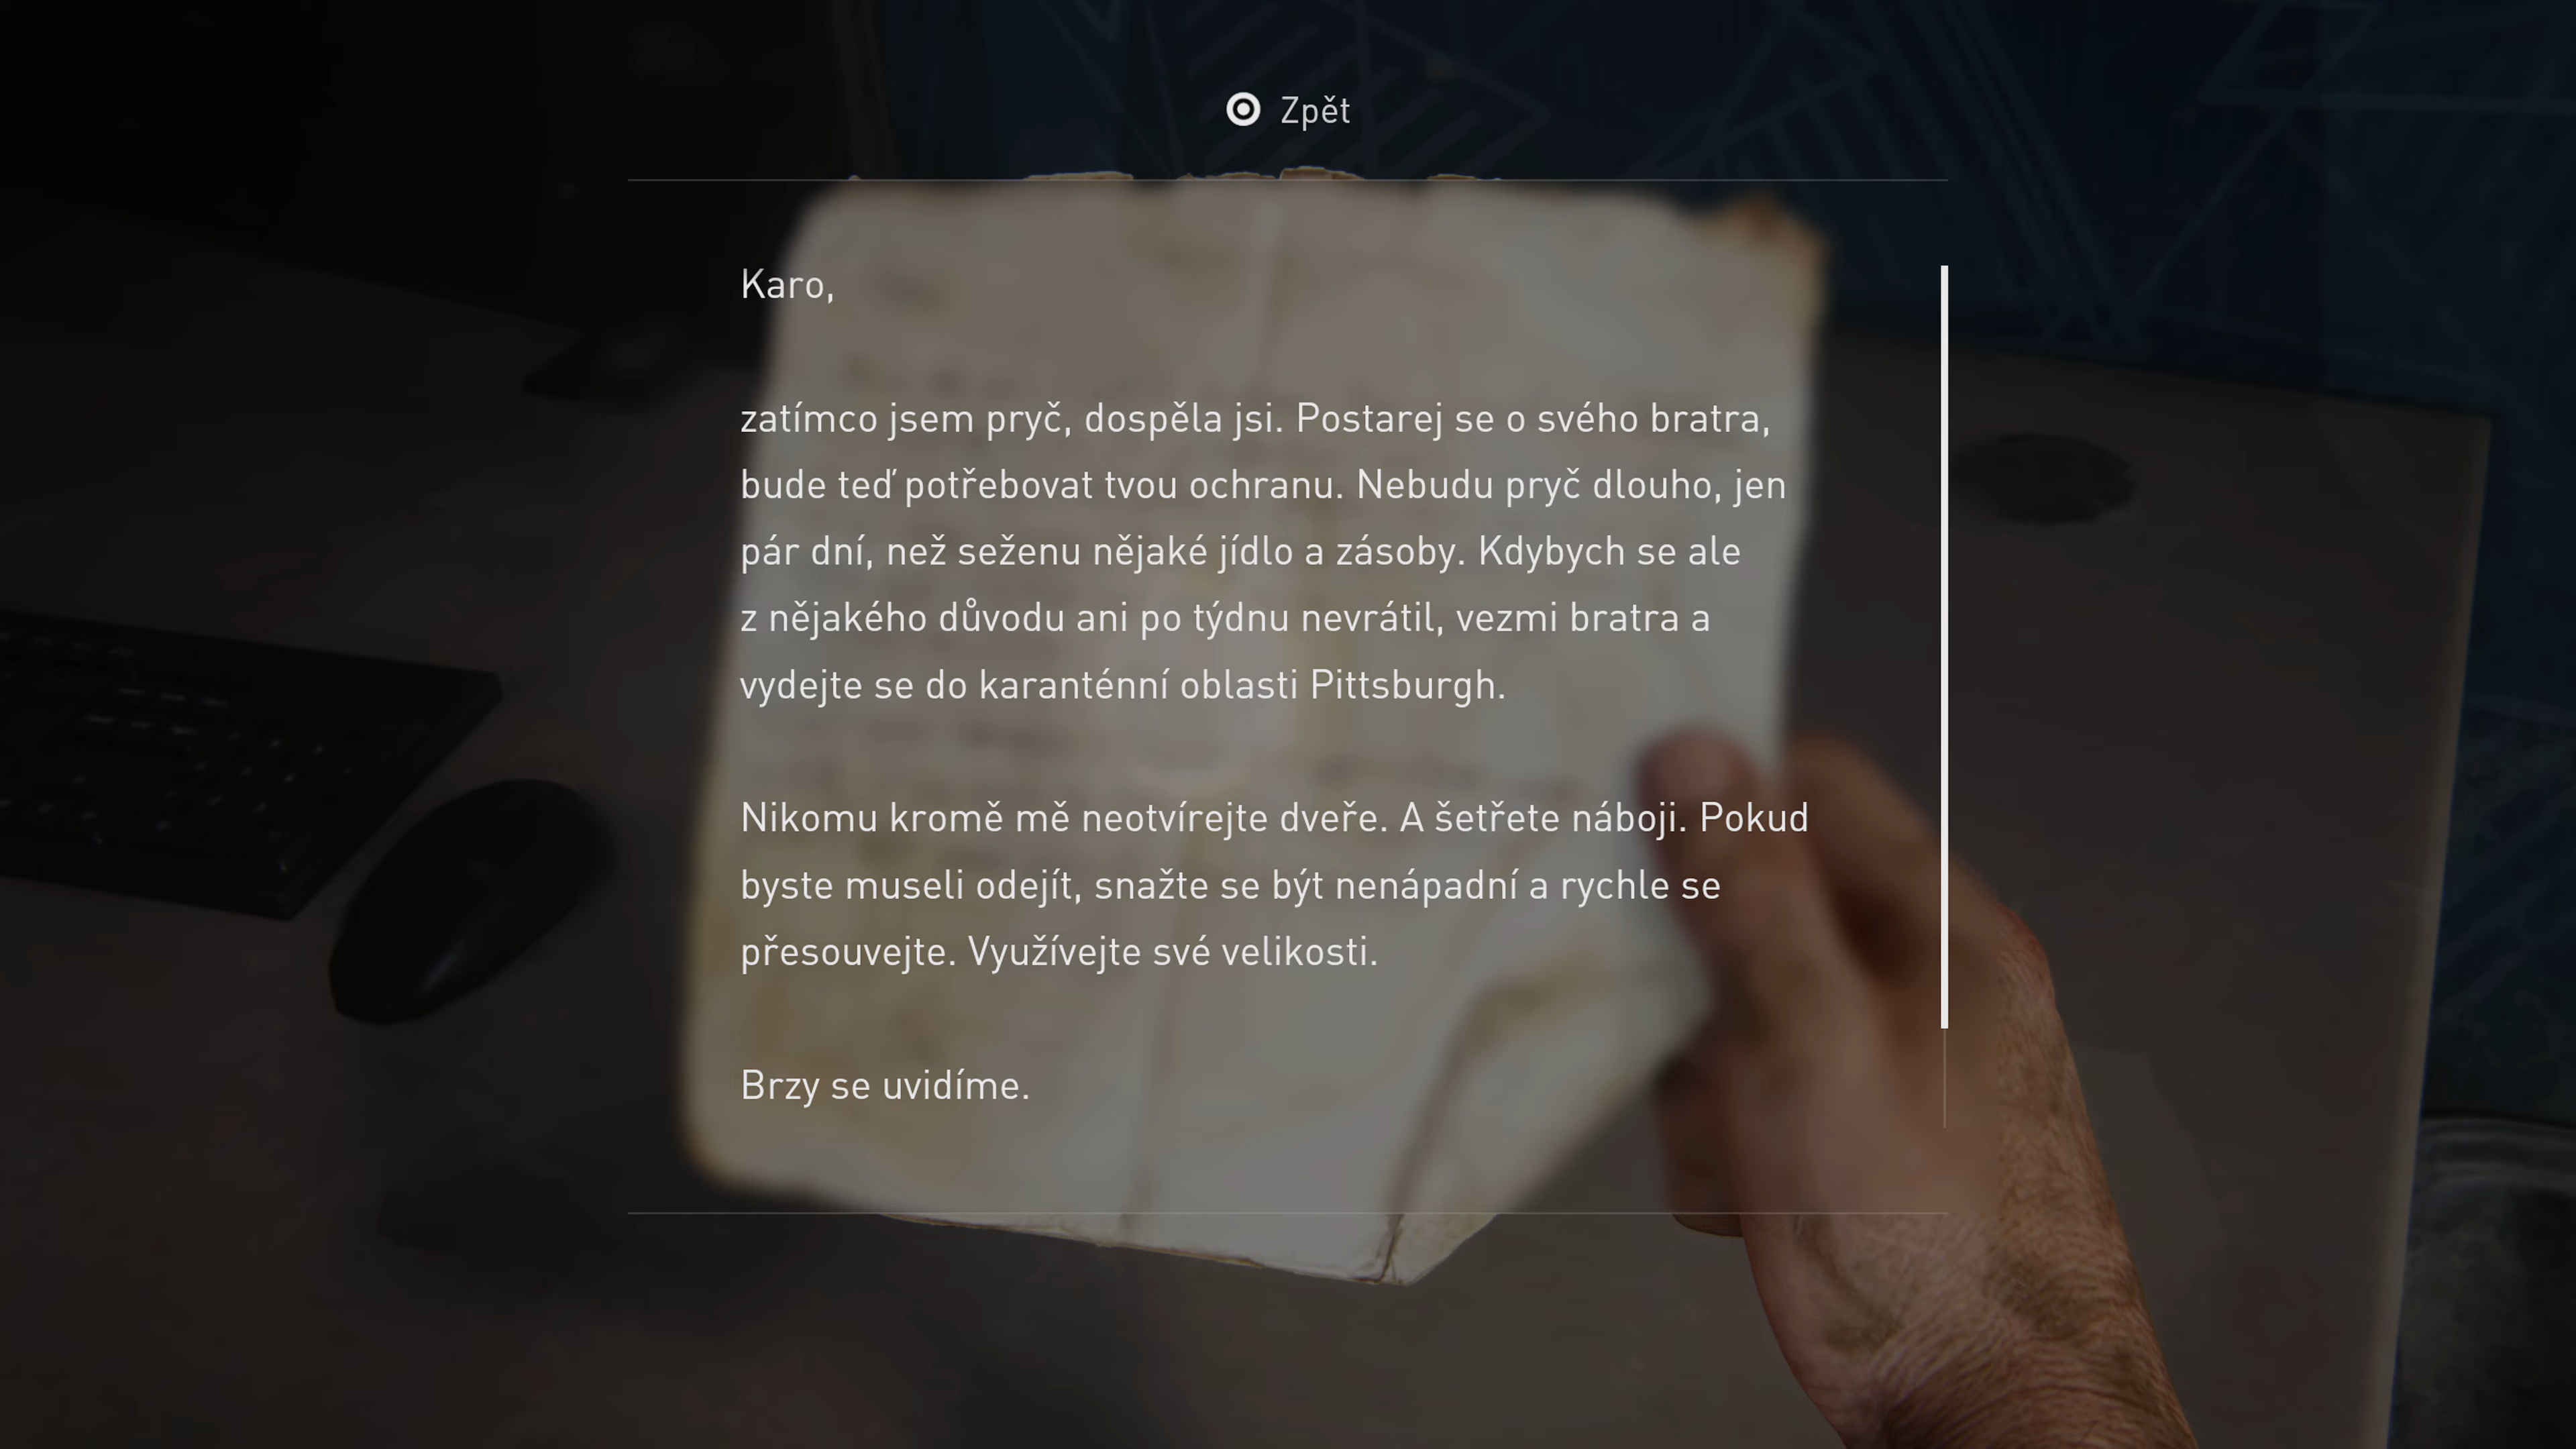 Zpět
Karo,
zatímco jsem pryč, dospěla jsi. Postarej se o svého bratra,
bude teď potřebovat tvou ochranu. Nebudu pryč dlouho, jen
pár dní, než seženu nějaké jídlo a zásoby. Kdybych se ale
z nějakého důvodu ani po týdnu nevrátil, vezmi bratra a
vydejte se do karanténní oblasti Pittsburgh.
Nikomu kromě mě neotvírejte dveře. A šetřete náboji. Pokud
byste museli odejít, snažte se být nenápadní a rychle se
přesouvejte. Využívejte své velikosti.
Brzy se uvidíme.